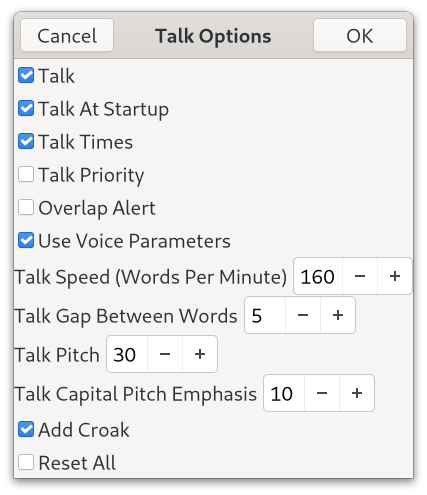 Cancel Talk Options OK
Talk
Talk At Startup
Talk Times
Talk Priority
Overlap Alert
Use Voice Parameters
Talk Speed (Words Per Minute) 160 − +
Talk Gap Between Words 5 − +
Talk Pitch 30 − +
Talk Capital Pitch Emphasis 10 − +
Add Croak
Reset All